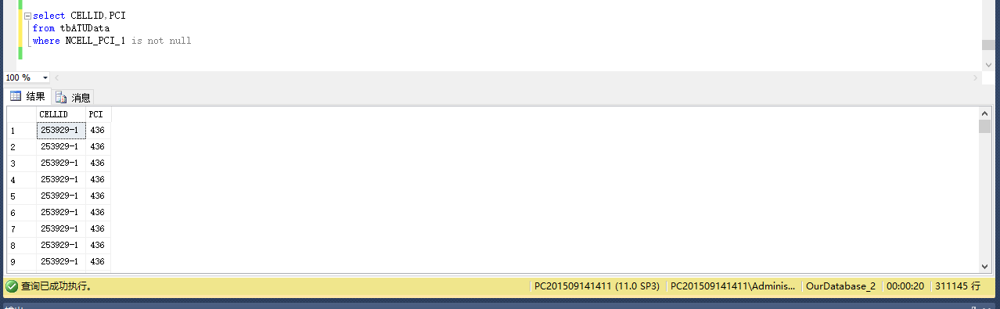 select CELLID,PCI
from tbATUData
where NCELL_PCI_1 is not null
100 %
结果 消息
CELLID PCI
1 253929-1 436
2 253929-1 436
3 253929-1 436
4 253929-1 436
5 253929-1 436
6 253929-1 436
7 253929-1 436
8 253929-1 436
9 253929-1 436
查询已成功执行。 PC201509141411 (11.0 SP3) PC201509141411\Adminis... OurDatabase_2 00:00:20 311145 行